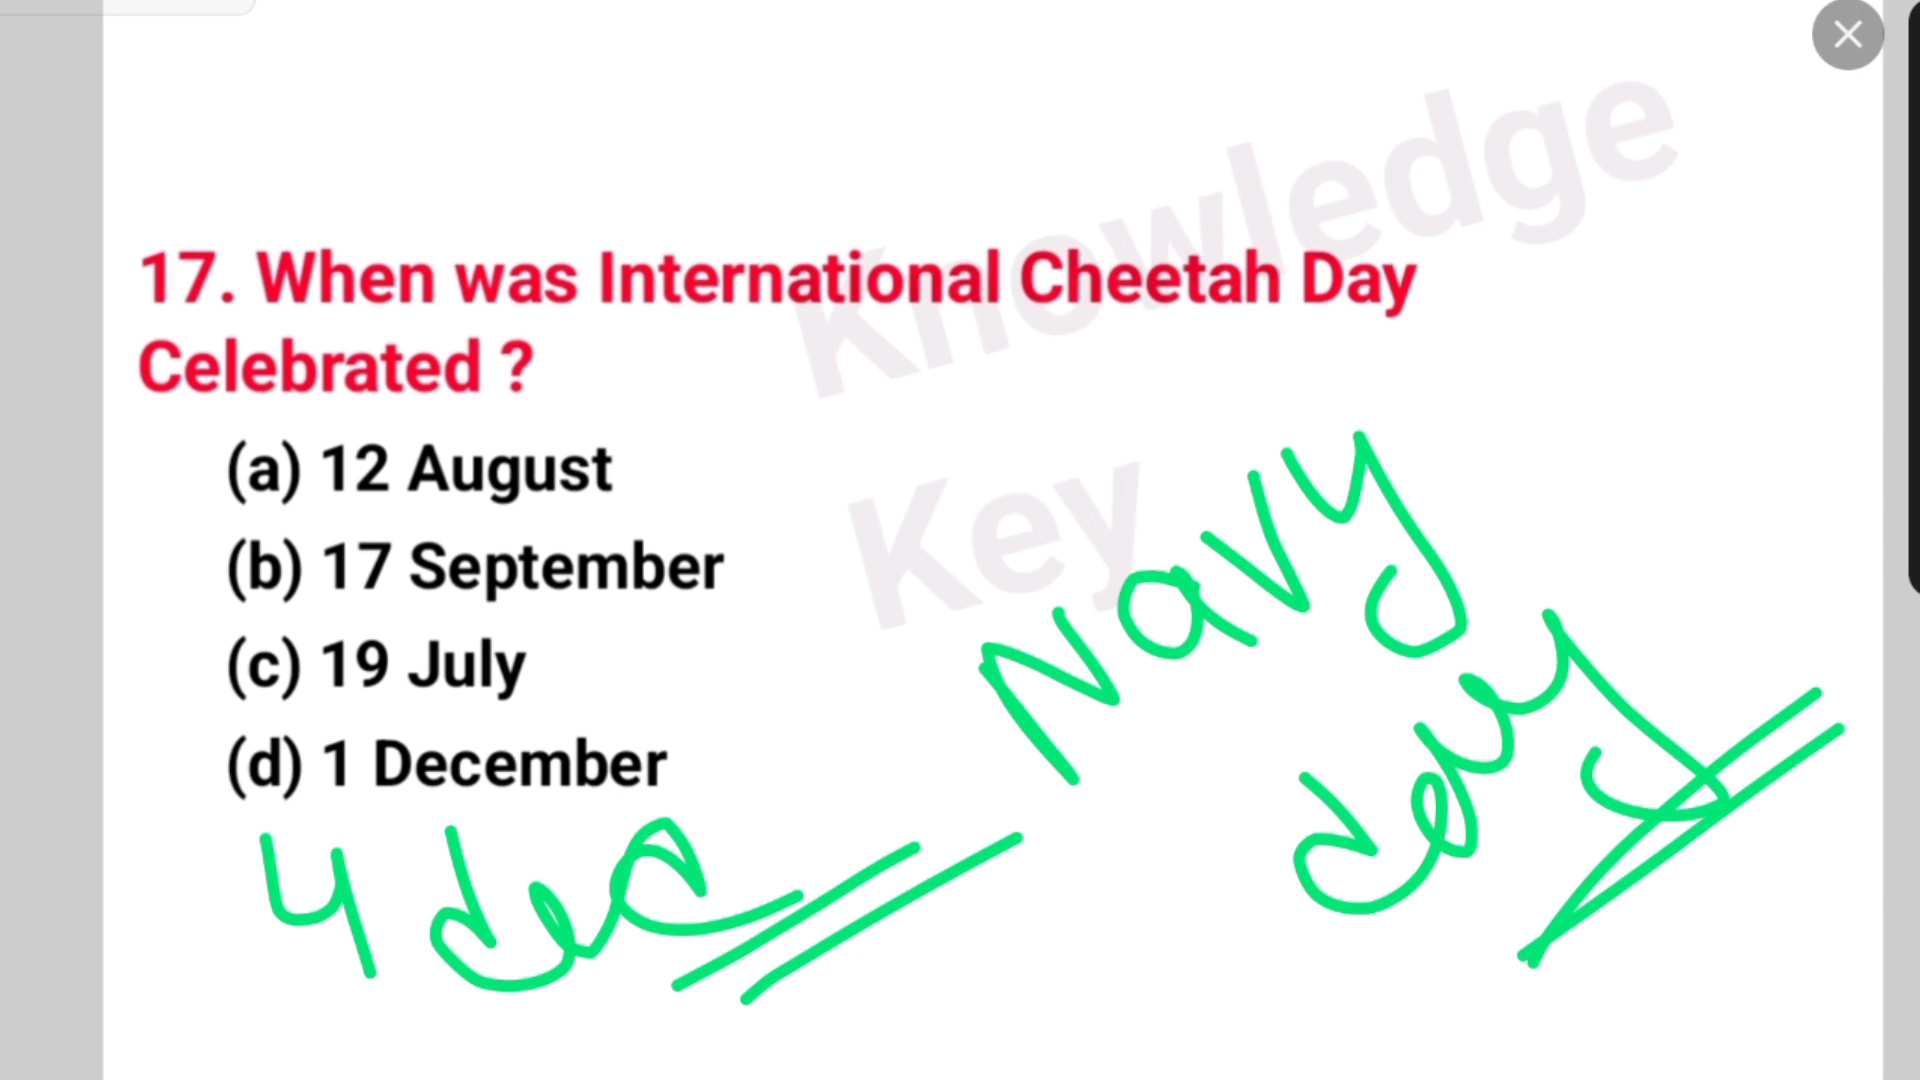 Knowledge
Key
17. When was International Cheetah Day
Celebrated ?
(a) 12 August
(b) 17 September
(c) 19 July
(d) 1 December
4 dec
Navy
day